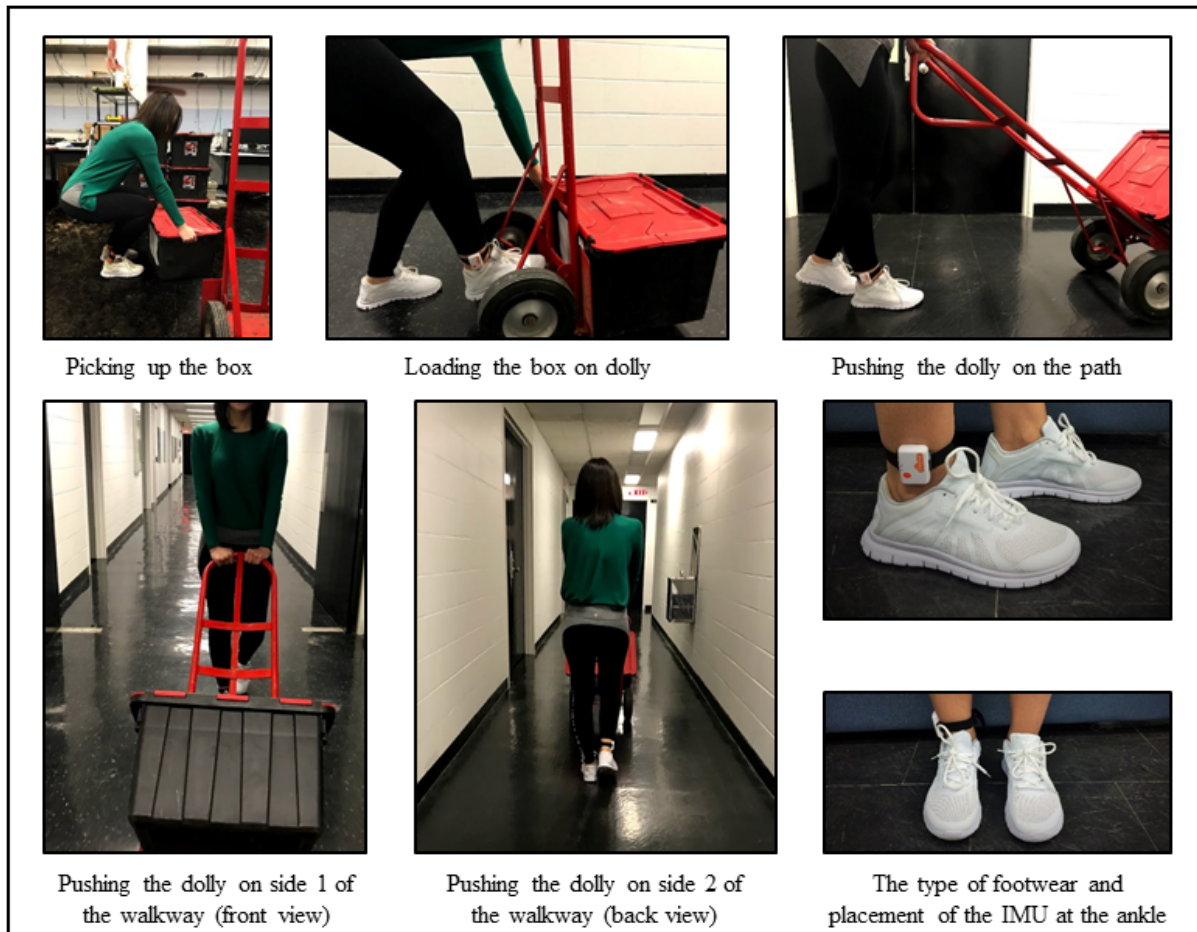 Picking up the box
Loading the box on dolly
Pushing the dolly on the path
Pushing the dolly on side 1 of
the walkway (front view)
Pushing the dolly on side 2 of
the walkway (back view)
The type of footwear and
placement of the IMU at the ankle